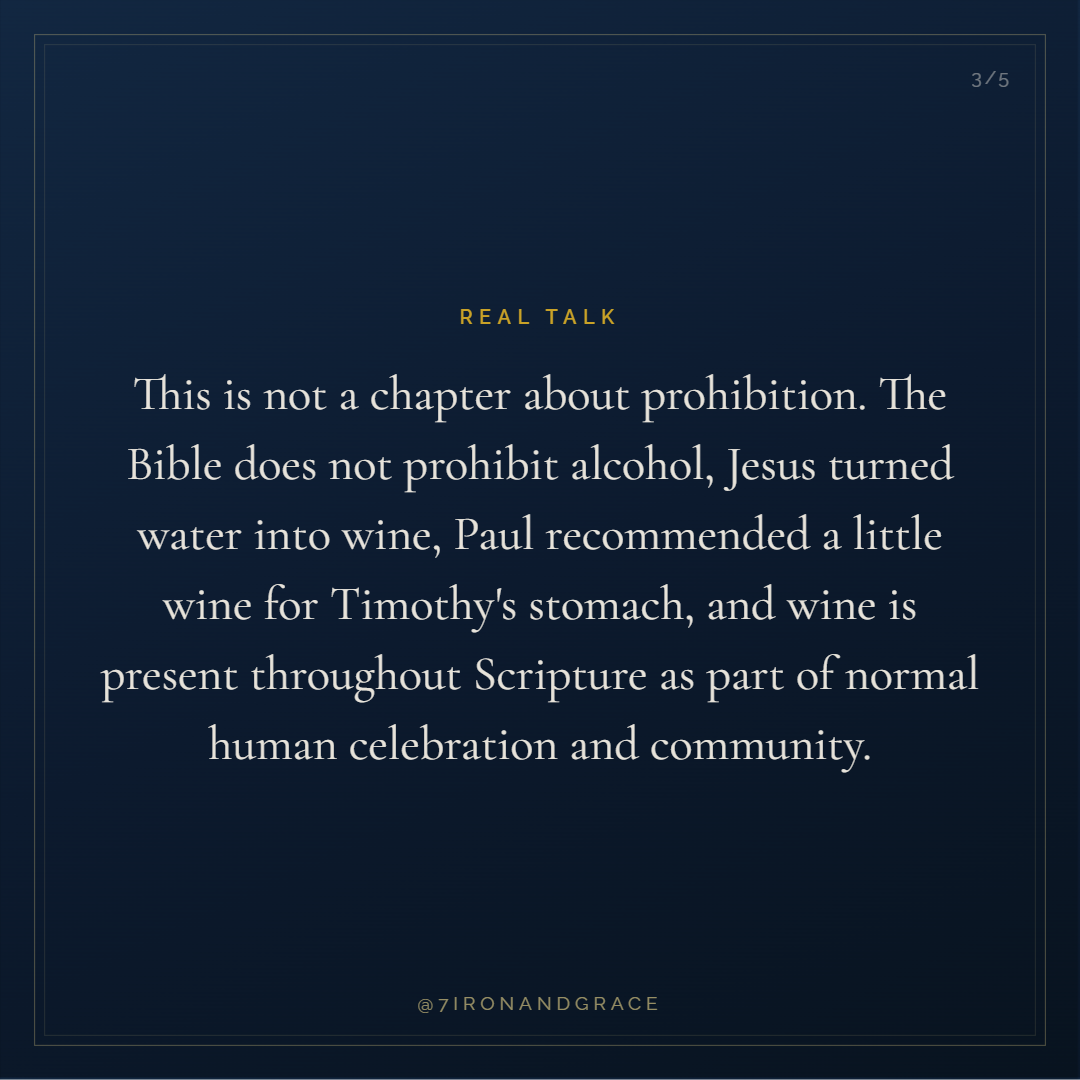 3/5
REAL TALK
This is not a chapter about prohibition. The
Bible does not prohibit alcohol, Jesus turned
water into wine, Paul recommended a little
wine for Timothy's stomach, and wine is
present throughout Scripture as part of normal
human celebration and community.
@7IRONANDGRACE